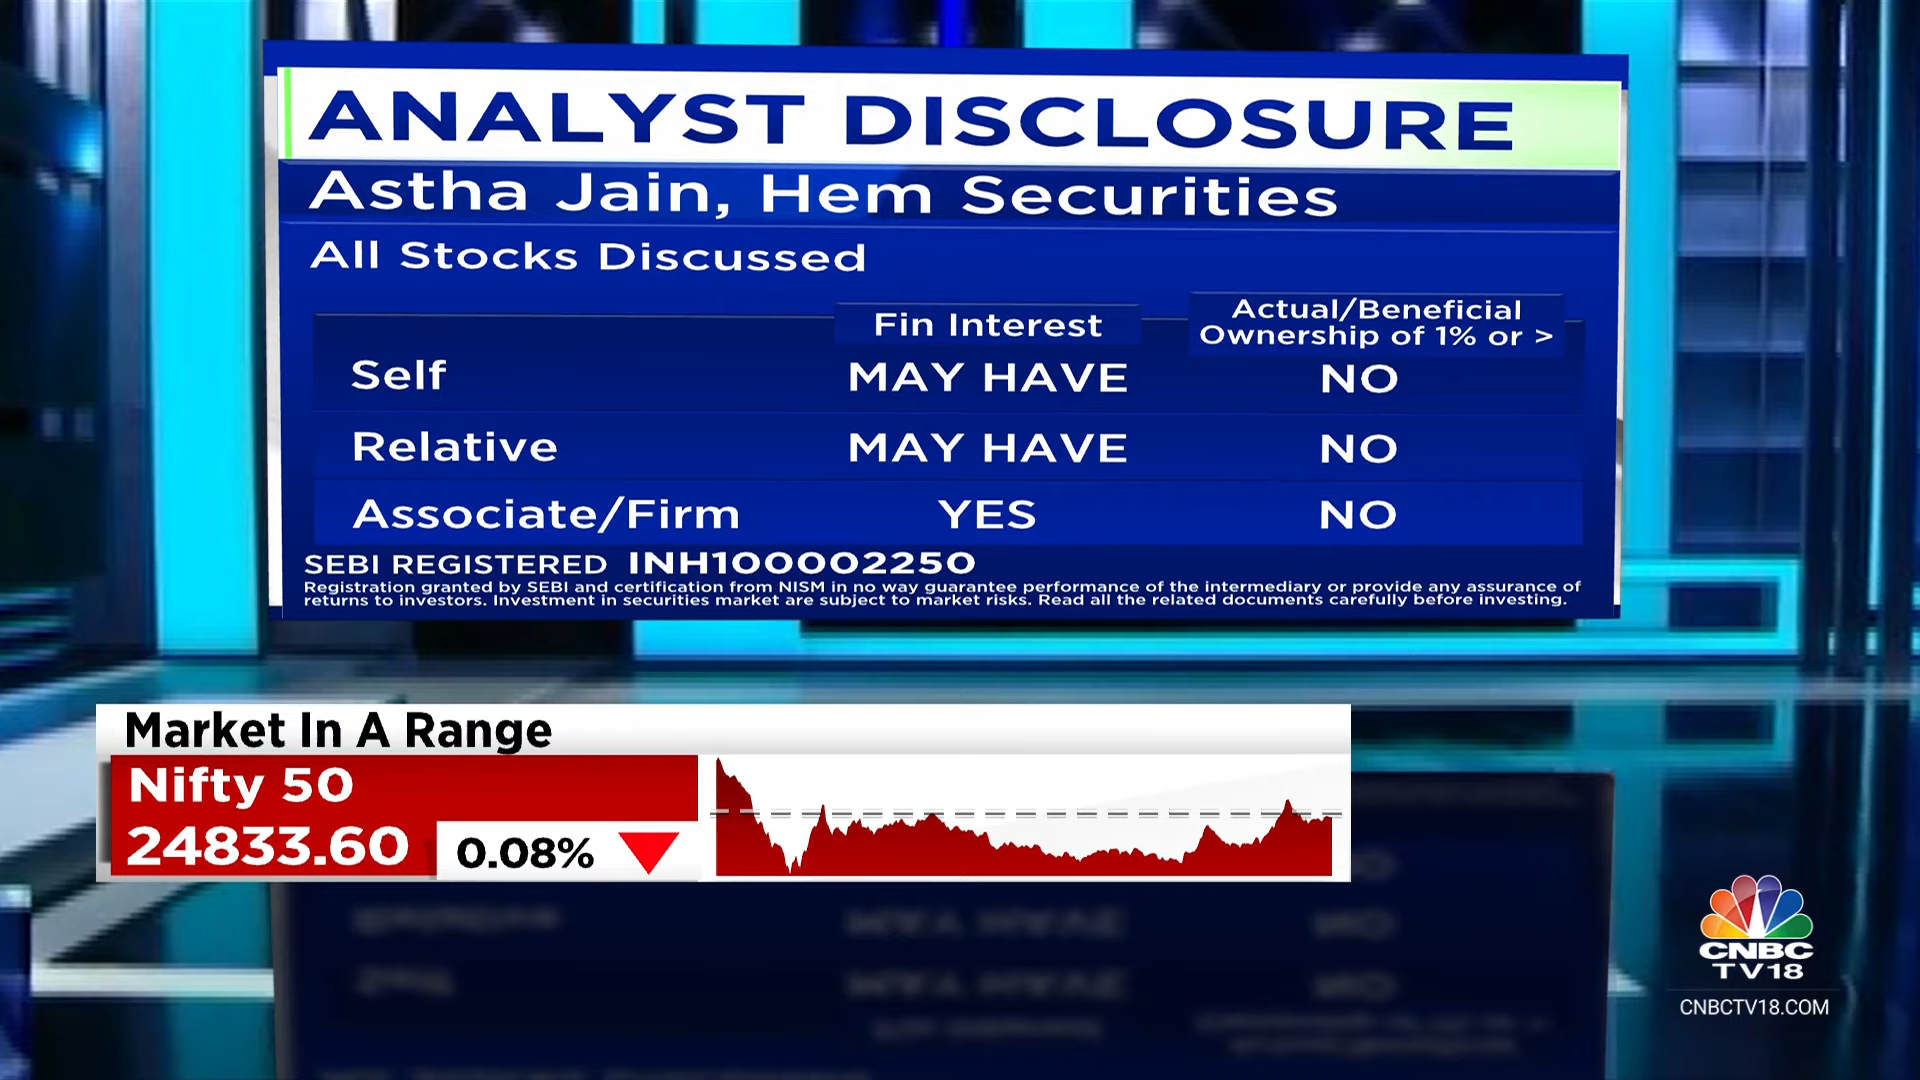 ANALYST DISCLOSURE
Astha Jain, Hem Securities
All Stocks Discussed
Fin Interest
Actual/Beneficial
Ownership of 1% or >
Self MAY HAVE NO
Relative MAY HAVE NO
Associate/Firm YES NO
SEBI REGISTERED INH100002250
Registration granted by SEBI and certification from NISM in no way guarantee performance of the intermediary or provide any assurance of
returns to investors. Investment in securities market are subject to market risks. Read all the related documents carefully before investing.
Market In A Range
Nifty 50
24833.60 0.08%
CNBC
TV18
CNBCTV18.COM